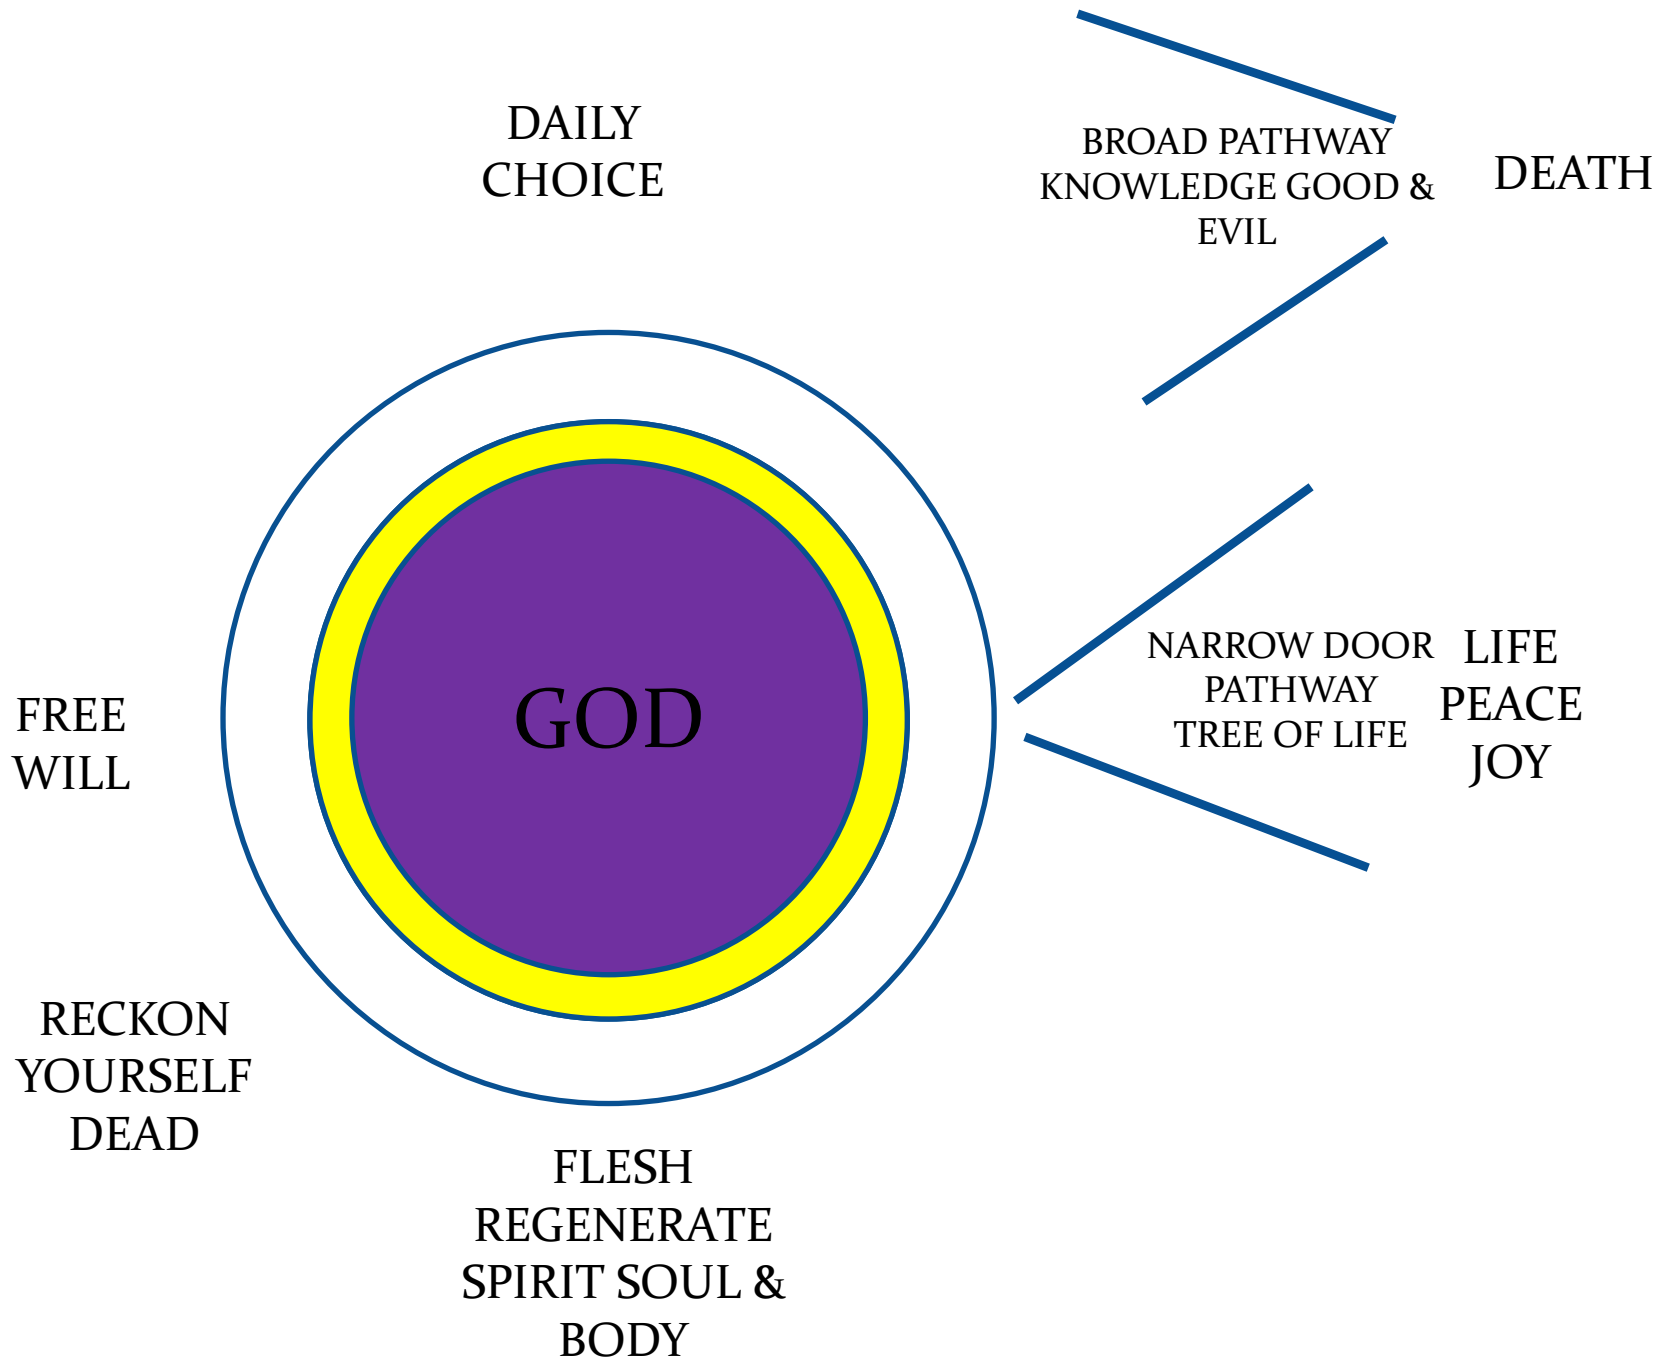 DAILY
CHOICE
BROAD PATHWAY
KNOWLEDGE GOOD &
EVIL
DEATH
GOD
FREE
WILL
NARROW DOOR
PATHWAY
TREE OF LIFE
LIFE
PEACE
JOY
RECKON
YOURSELF
DEAD
FLESH
REGENERATE
SPIRIT SOUL &
BODY